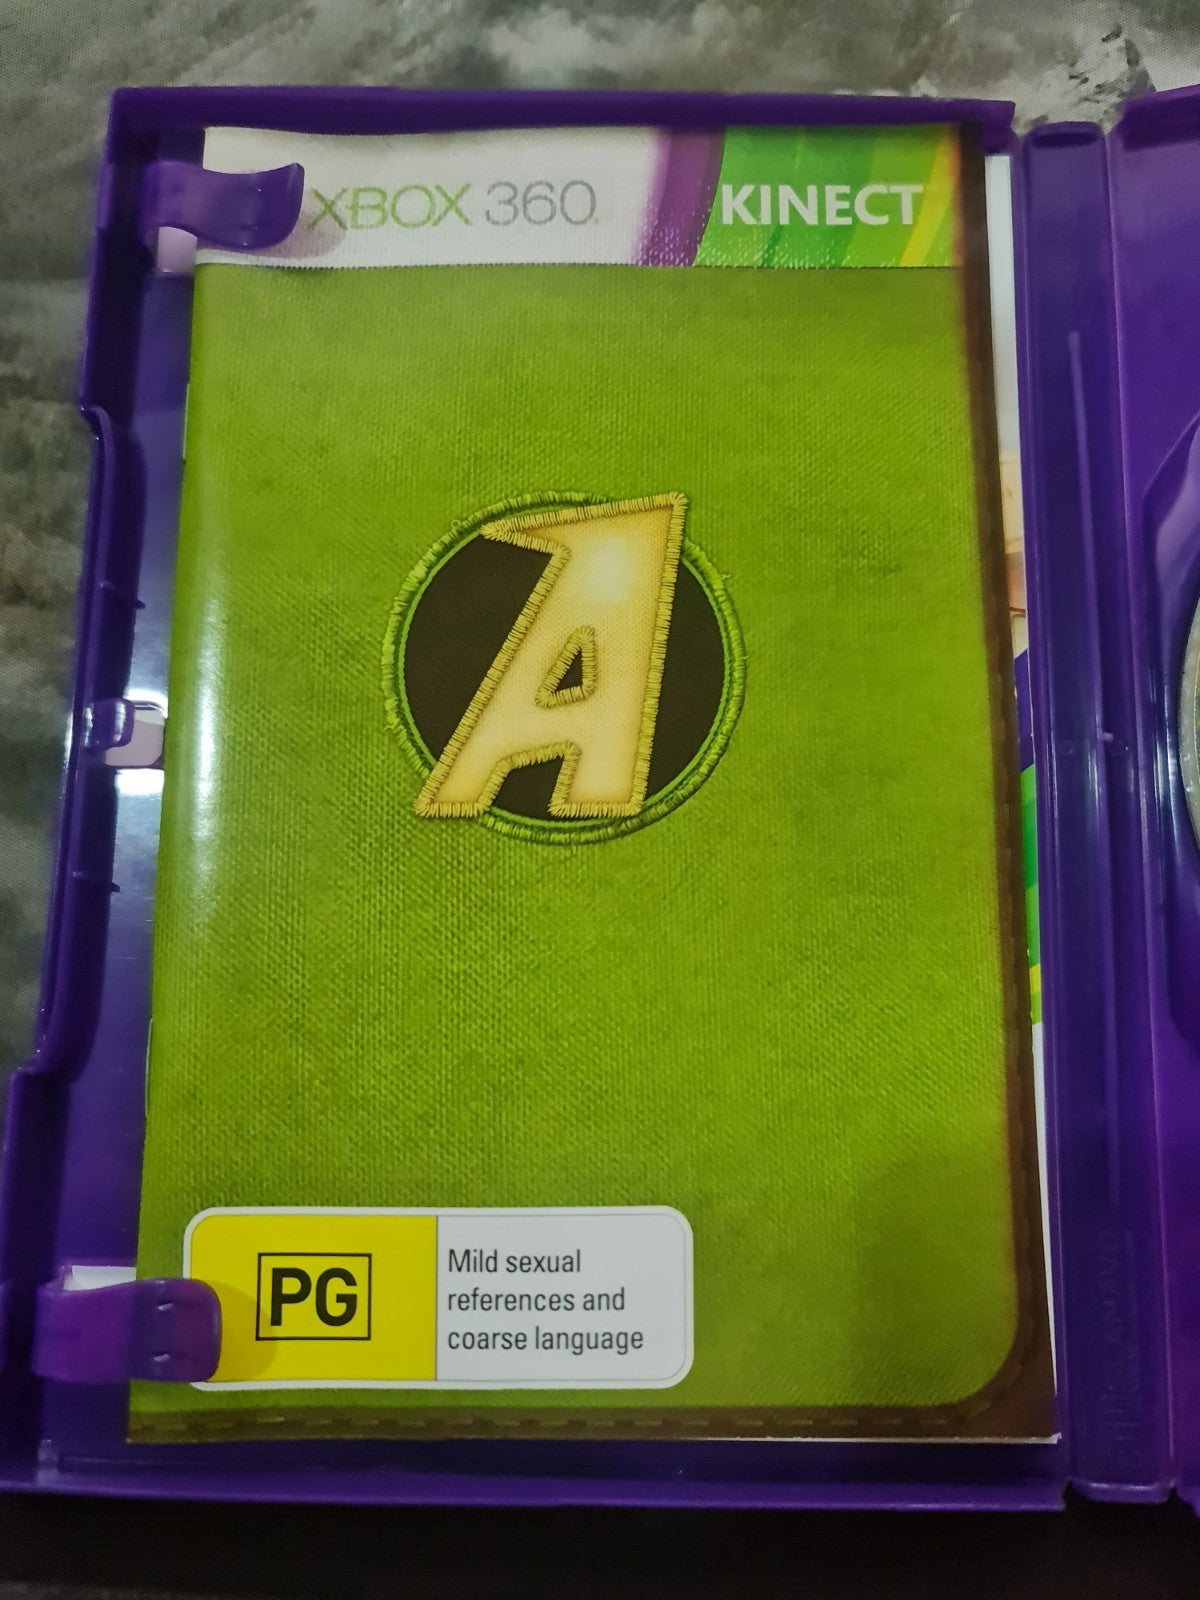 XBOX 360 KINECT
A
PG
Mild sexual
references and
coarse language